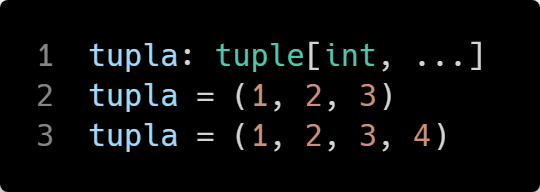 1 tupla: tuple[int, ...]
2 tupla = (1, 2, 3)
3 tupla = (1, 2, 3, 4)